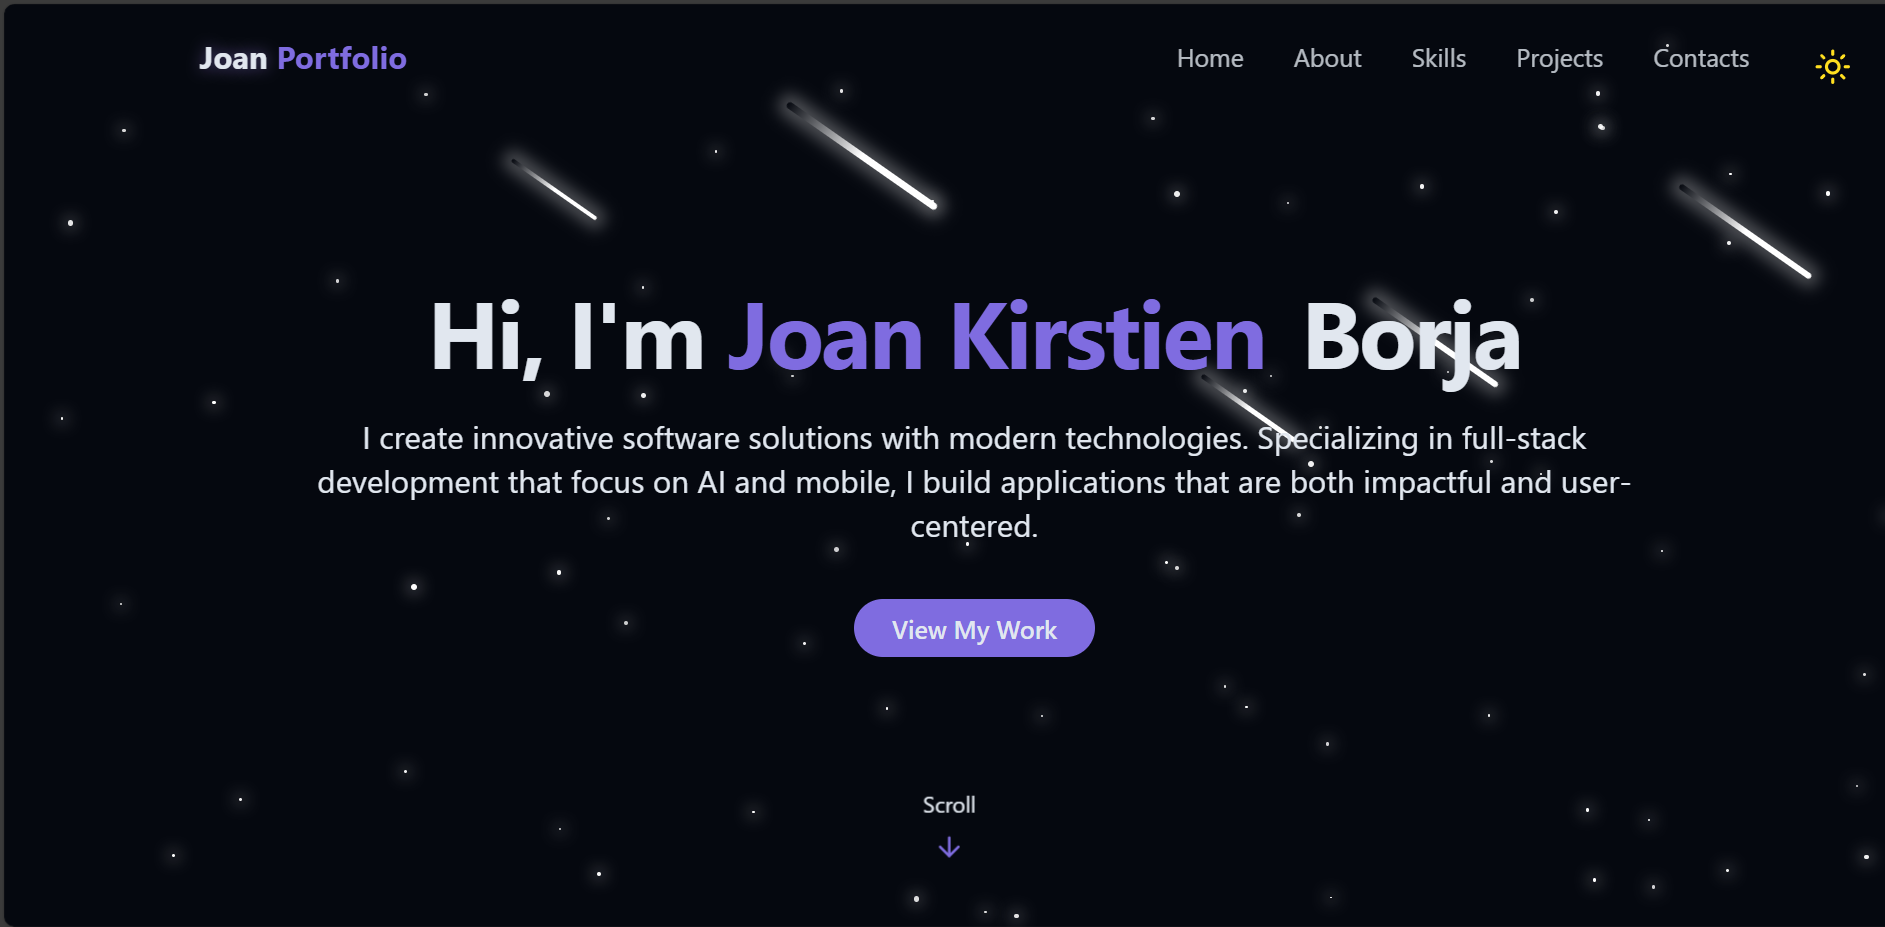 Joan Portfolio
Home About Skills Projects Contacts
Hi, I'm Joan Kirstien Borja
I create innovative software solutions with modern technologies. Specializing in full-stack
development that focus on AI and mobile, I build applications that are both impactful and user-
centered.
View My Work
Scroll